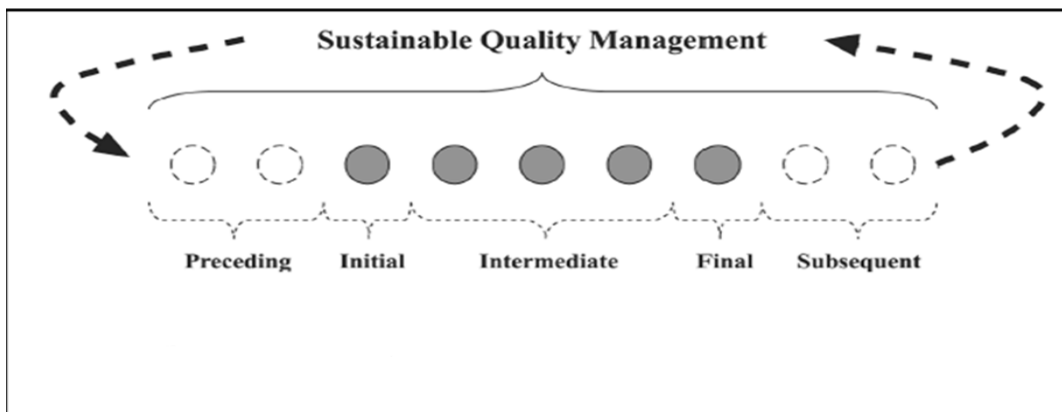 Sustainable Quality Management
Preceding Initial Intermediate Final Subsequent